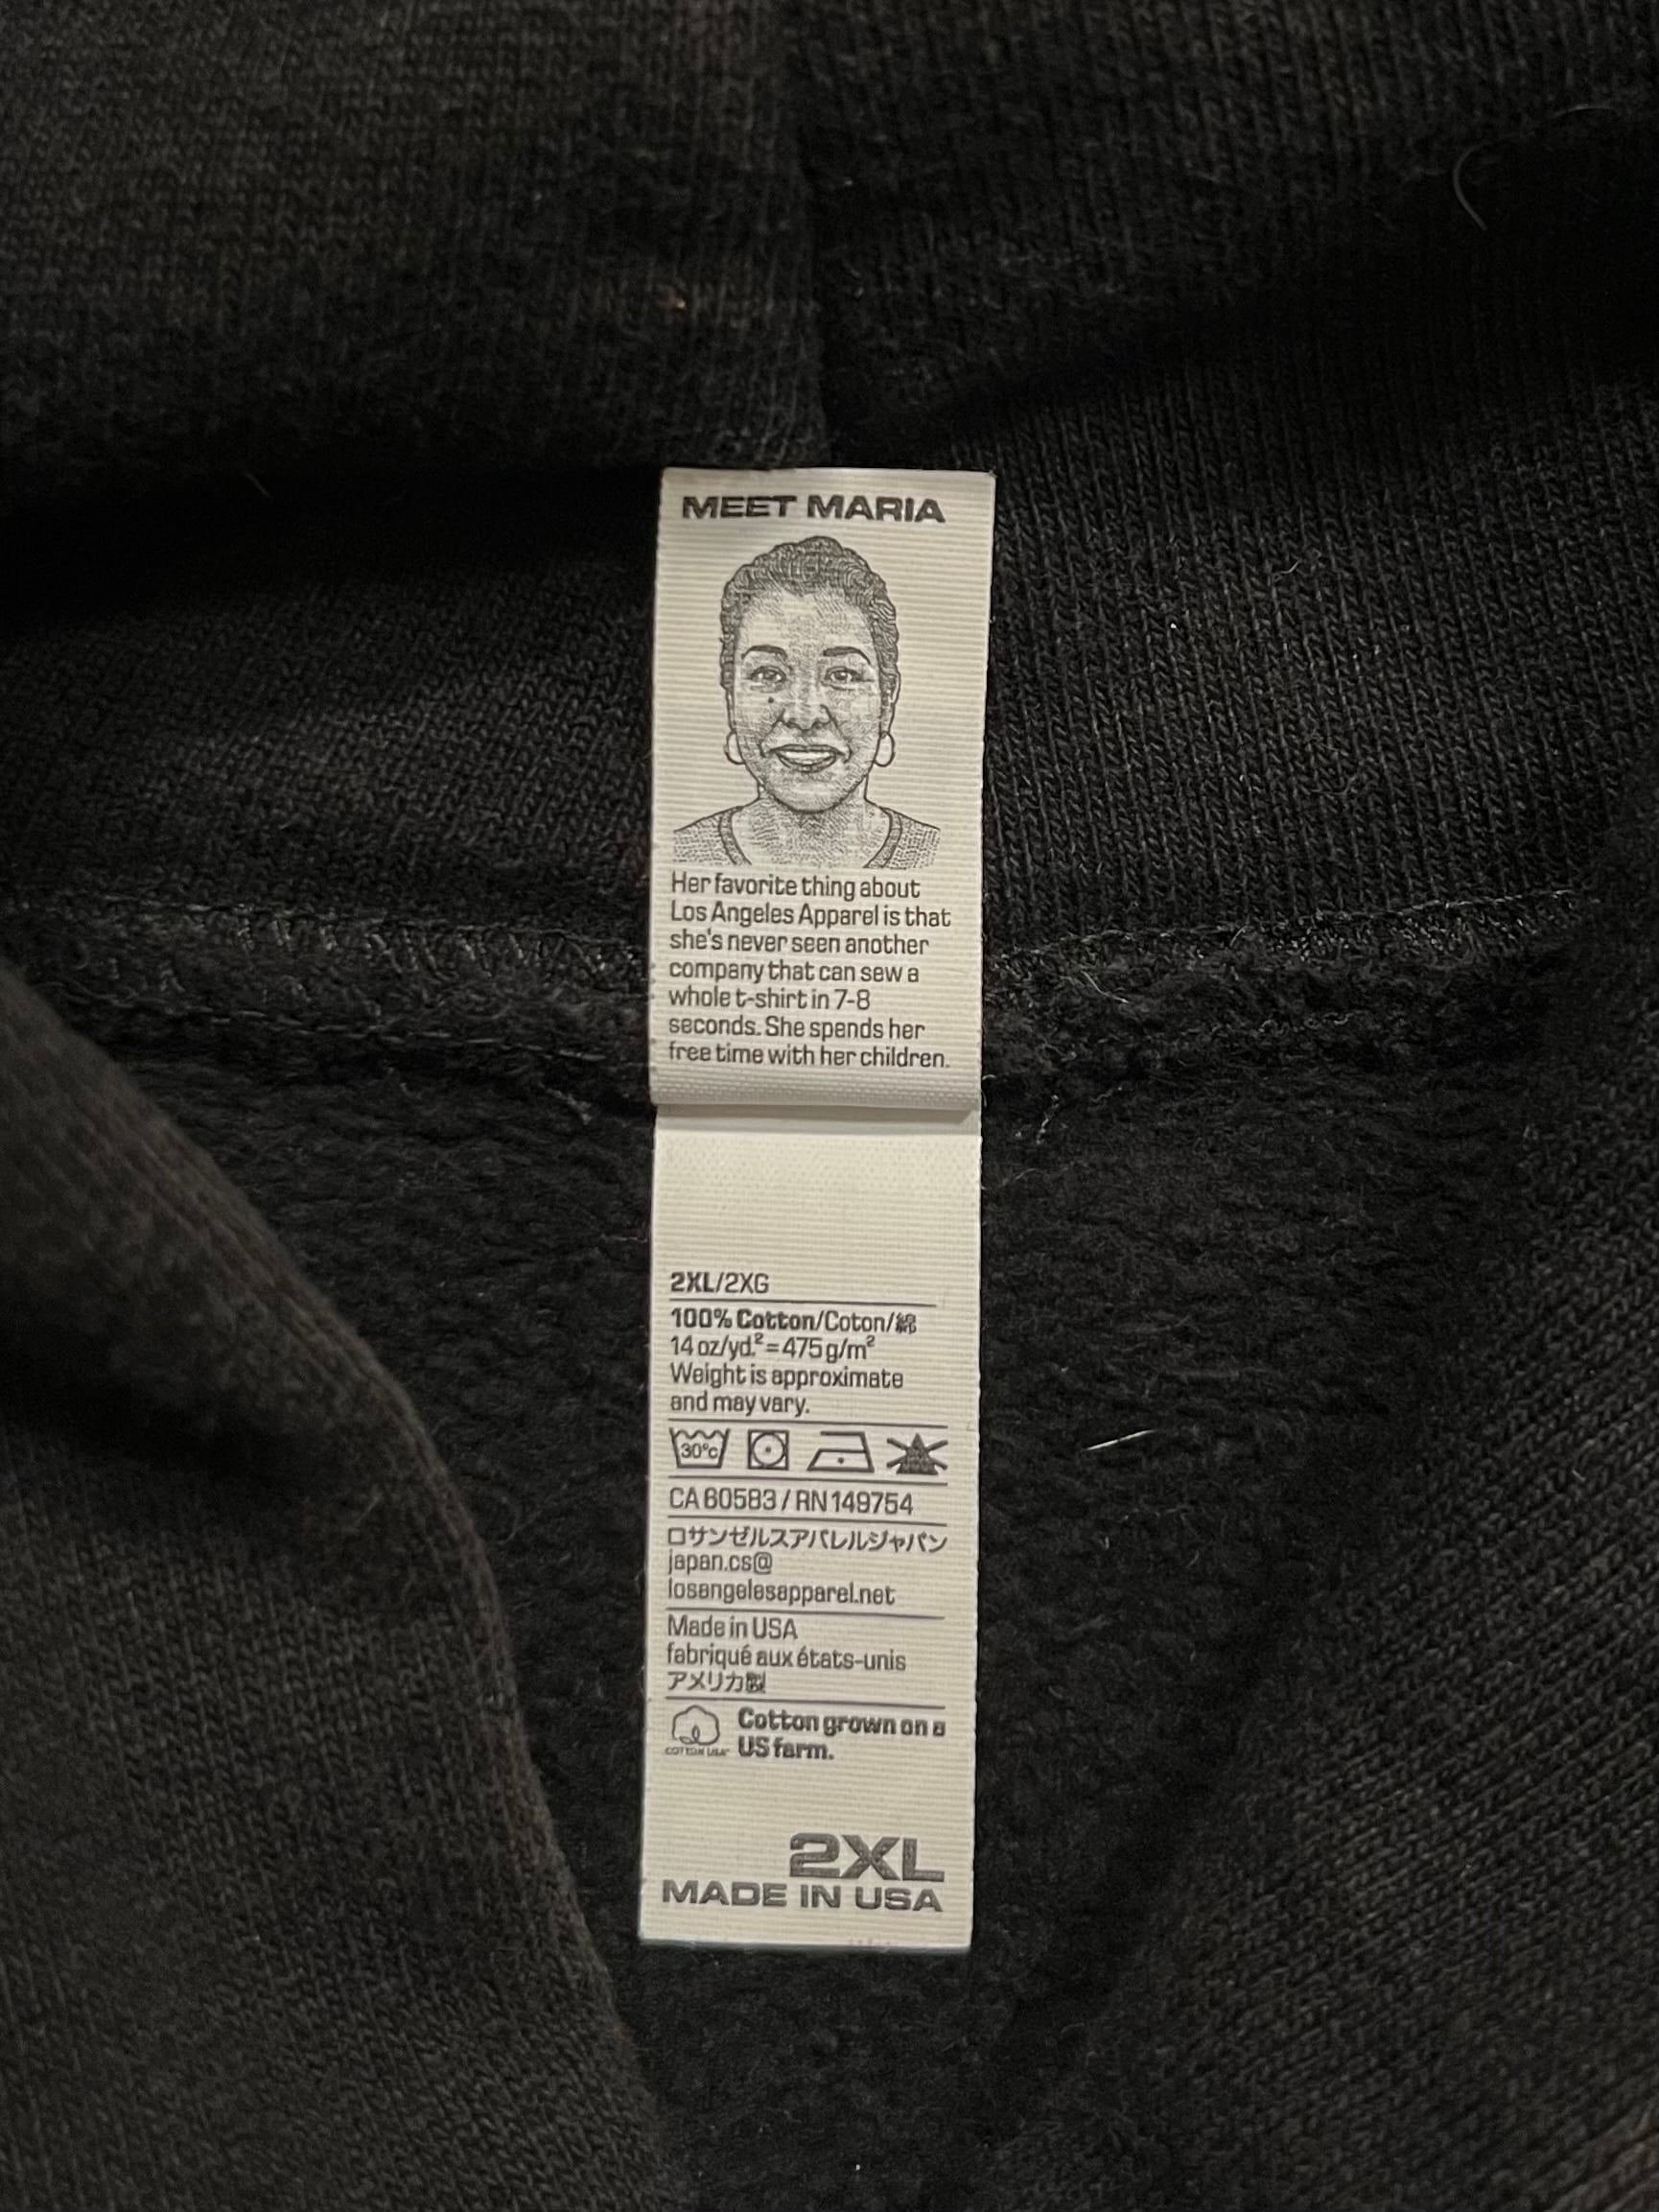 MEET MARIA
Her favorite thing about
Los Angeles Apparel is that
she's never seen another
company that can sew a
whole t-shirt in 7-8
seconds. She spends her
free time with her children.
2XL/2XG
100% Cotton/Coton/綿
14 oz/yd.² = 475 g/m²
Weight is approximate
and may vary.
30°c
CA 60583 / RN 149754
ロサンゼルスアパレルジャパン
japan.cs@
losangelesapparel.net
Made in USA
fabriqué aux états-unis
アメリカ製
Cotton grown on a
COTTON USA™ US farm.
2XL
MADE IN USA